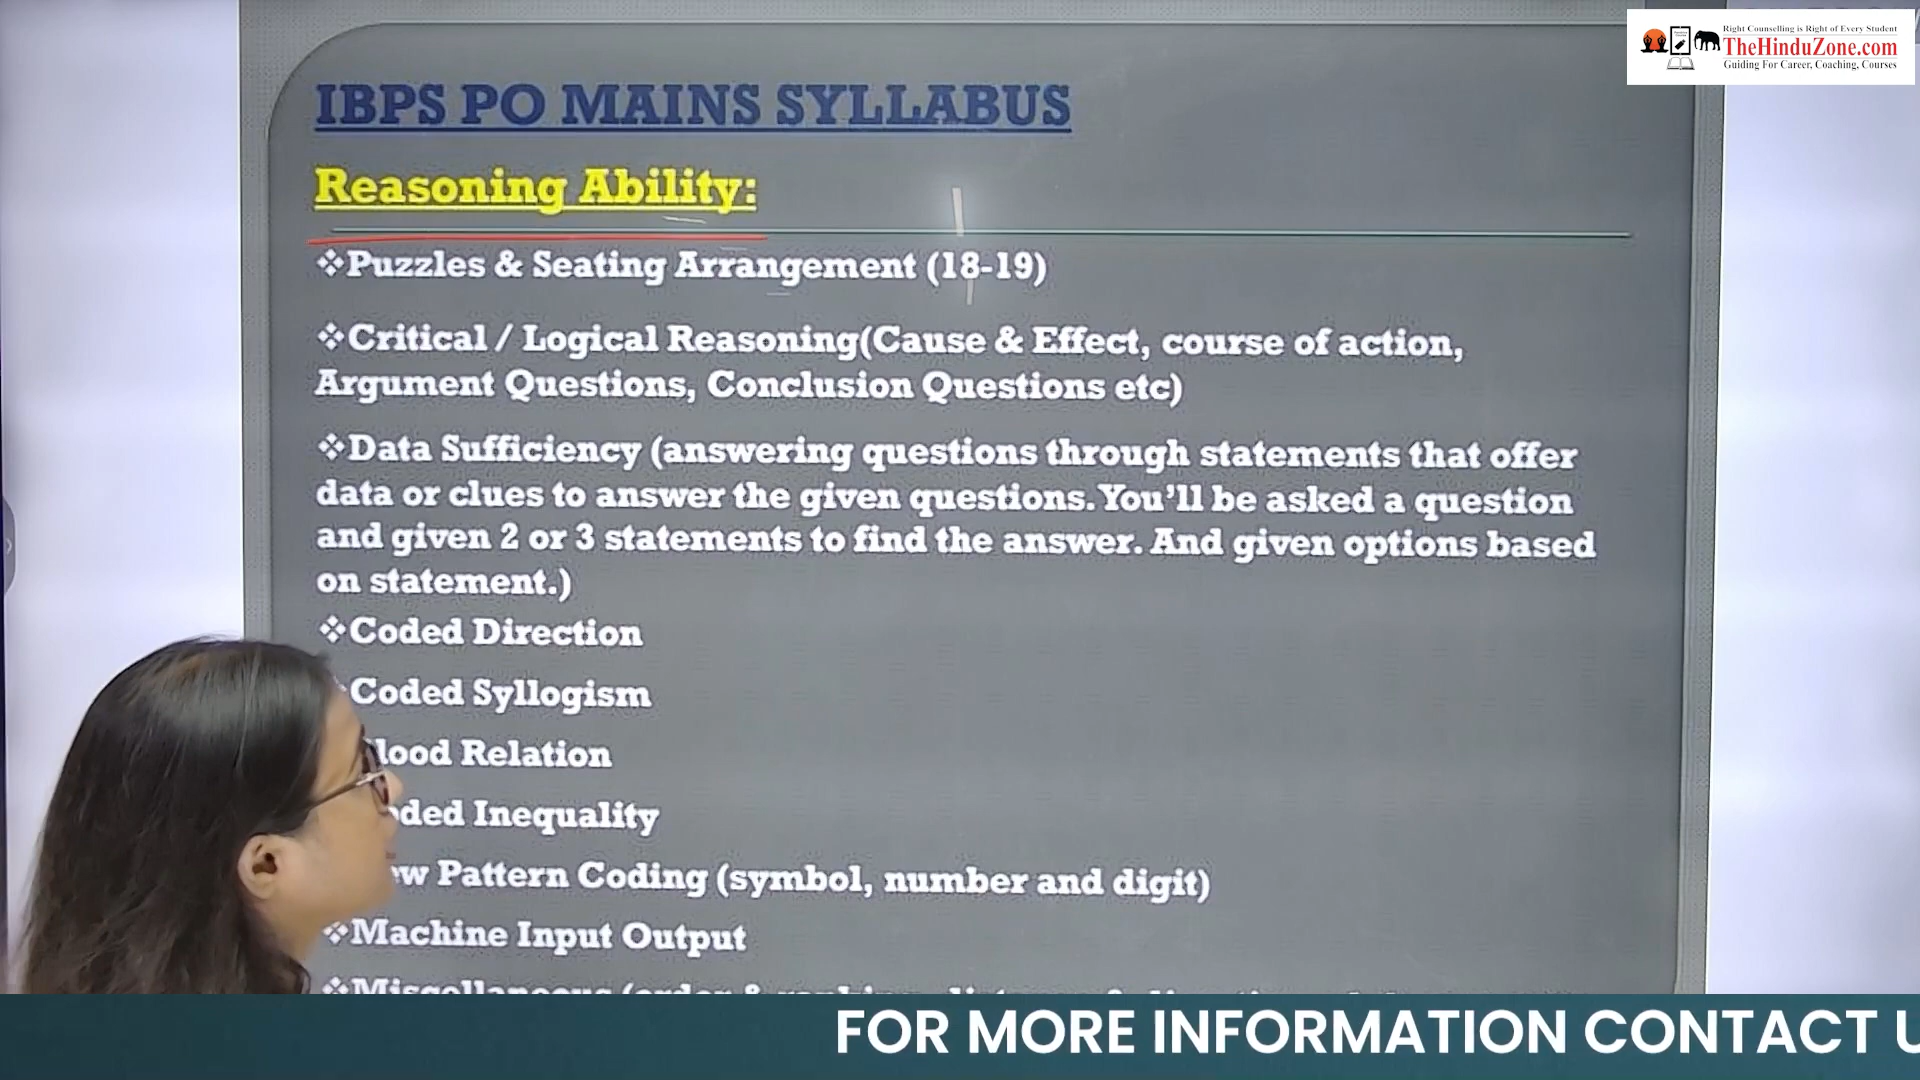 Right Counselling is Right of Every Student
TheHinduZone.com
Guiding For Career, Coaching, Courses
IBPS PO MAINS SYLLABUS
Reasoning Ability:
❖Puzzles & Seating Arrangement (18-19)
❖Critical / Logical Reasoning(Cause & Effect, course of action,
Argument Questions, Conclusion Questions etc)
❖Data Sufficiency (answering questions through statements that offer
data or clues to answer the given questions. You’ll be asked a question
and given 2 or 3 statements to find the answer. And given options based
on statement.)
❖Coded Direction
Coded Syllogism
lood Relation
ded Inequality
w Pattern Coding (symbol, number and digit)
❖Machine Input Output
FOR MORE INFORMATION CONTACT U